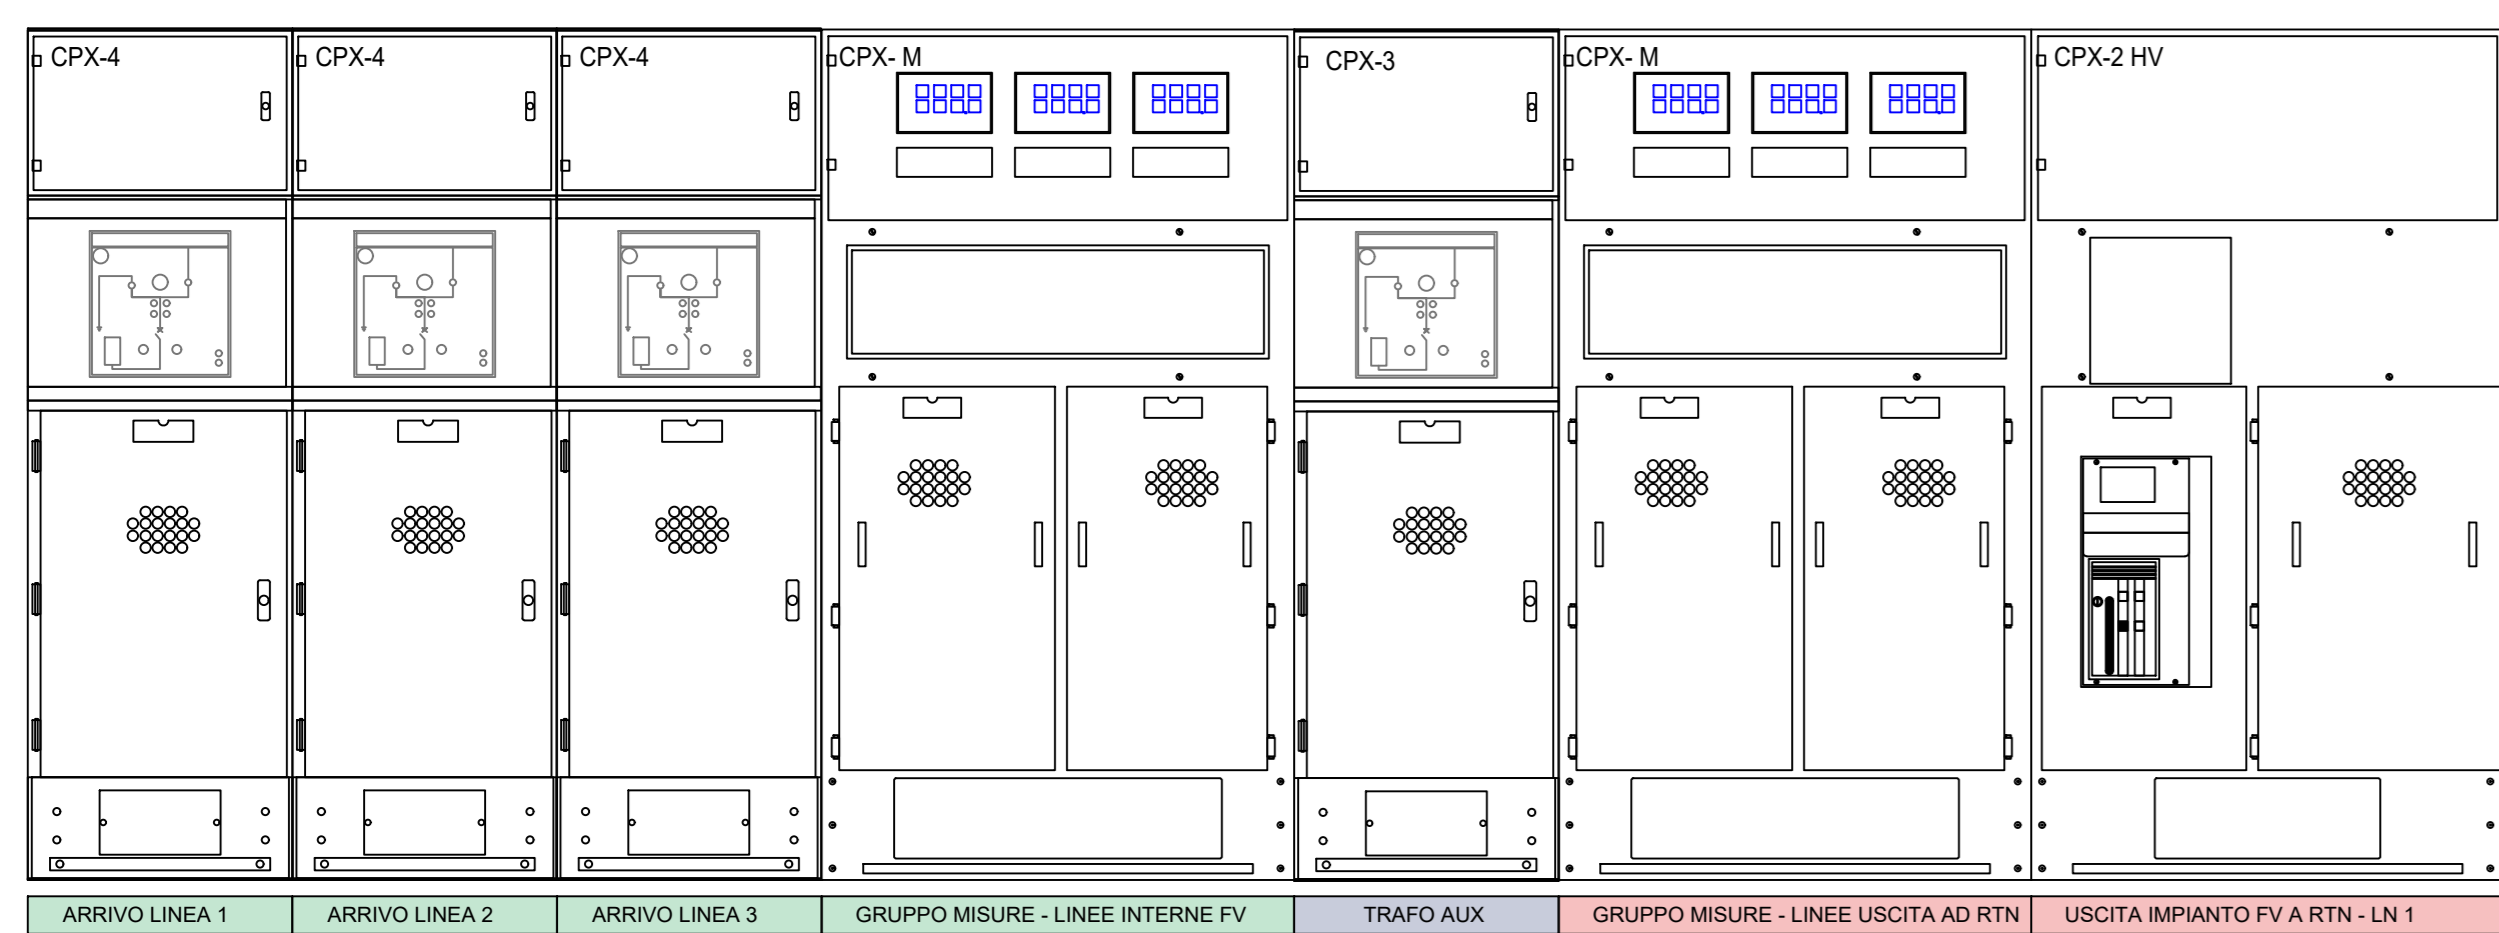 CPX-4
CPX-4
CPX-4
CPX- M
CPX-3
CPX- M
CPX-2 HV
ARRIVO LINEA 1
ARRIVO LINEA 2
ARRIVO LINEA 3
GRUPPO MISURE - LINEE INTERNE FV
TRAFO AUX
GRUPPO MISURE - LINEE USCITA AD RTN
USCITA IMPIANTO FV A RTN - LN 1